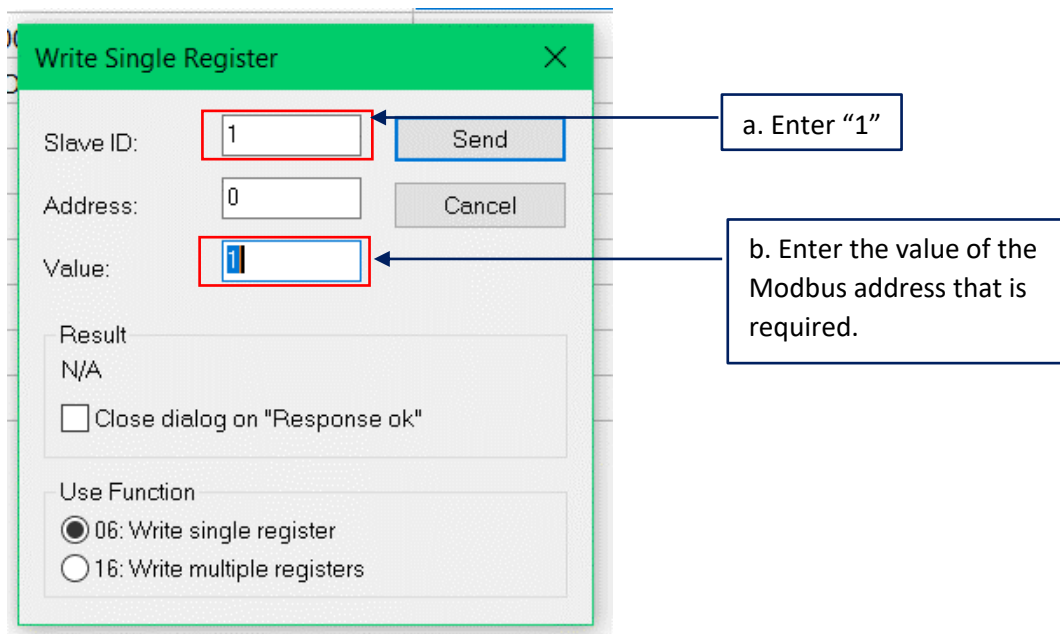 Write Single Register
a. Enter “1”
Slave ID:
1
Send
Address:
0
Cancel
Value:
1
b. Enter the value of the
Modbus address that is
required.
Result
N/A
Close dialog on "Response ok"
Use Function
06: Write single register
16: Write multiple registers